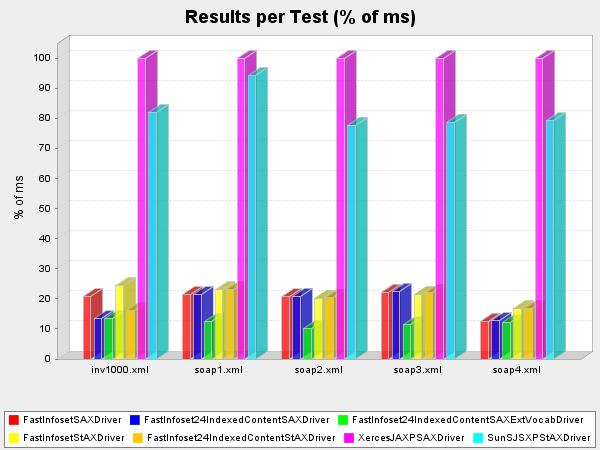 Results per Test (% of ms)
100
90
80
70
60
50
40
30
20
10
0
% of ms
inv1000.xml soap1.xml soap2.xml soap3.xml soap4.xml
FastInfosetSAXDriver FastInfoset24IndexedContentSAXDriver FastInfoset24IndexedContentSAXExtVocabDriver
FastInfosetStAXDriver FastInfoset24IndexedContentStAXDriver XercesJAXPSAXDriver SunSJSXPStAXDriver